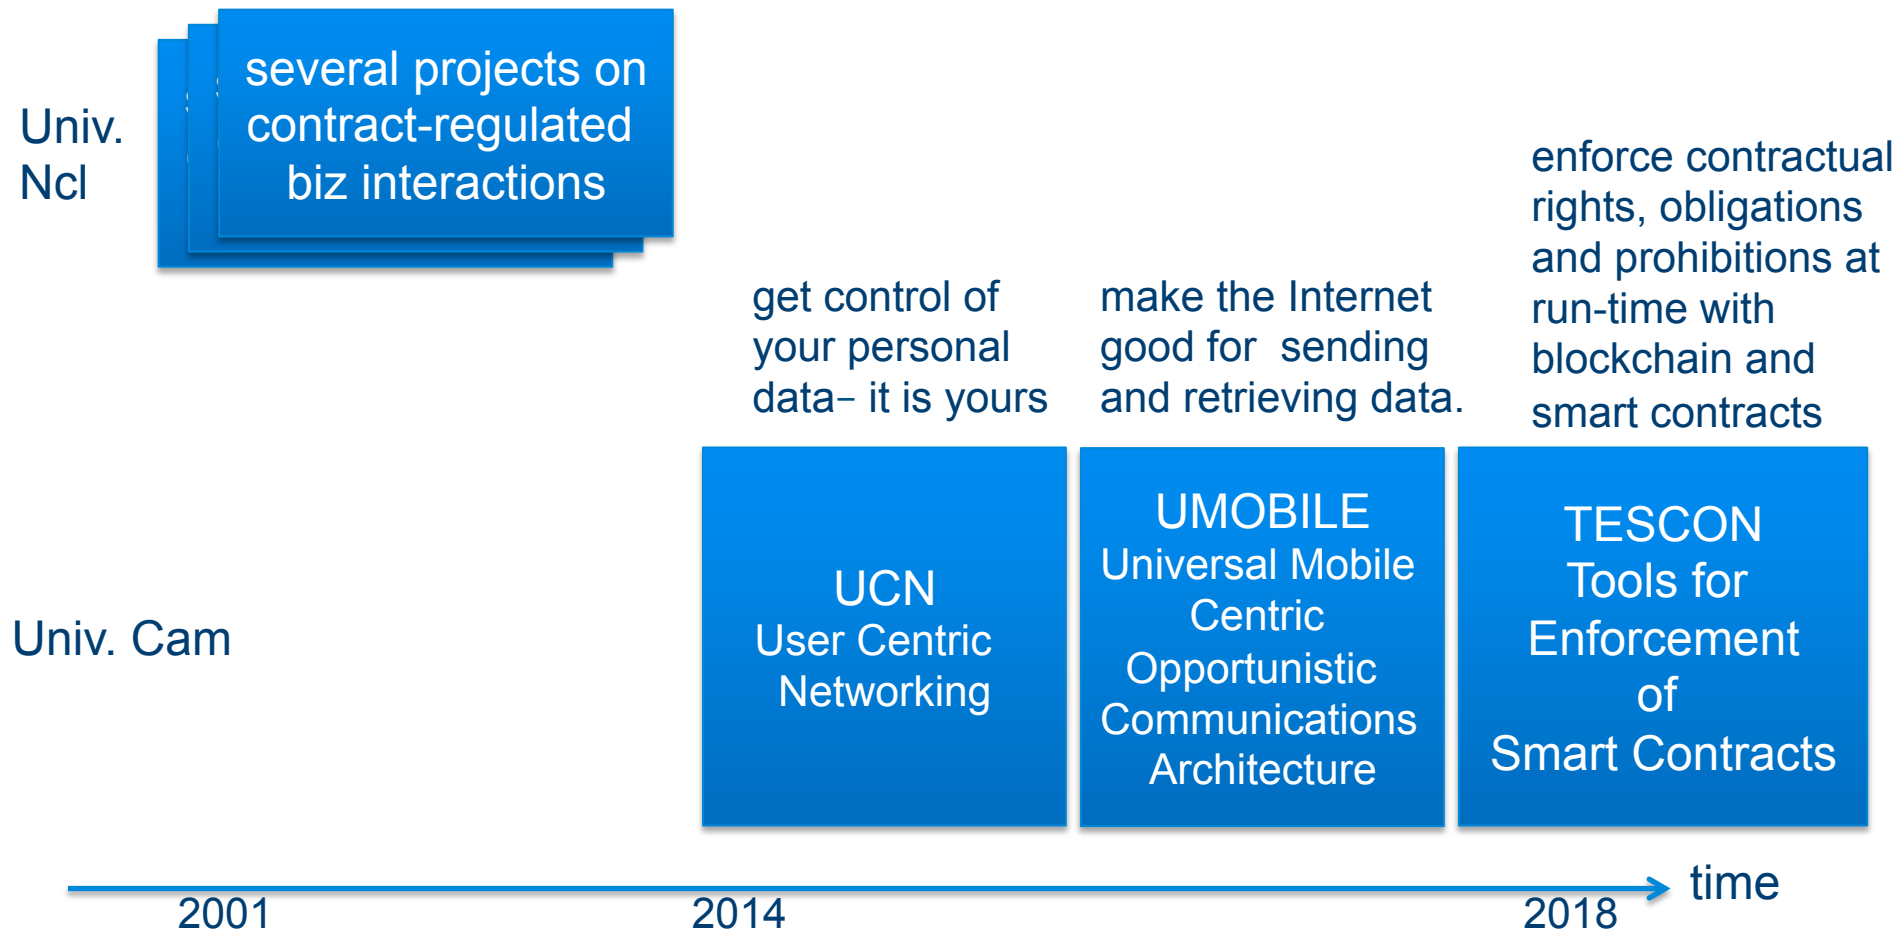 Univ.
Ncl
several projects on
contract-regulated
biz interactions
get control of
your personal
data– it is yours
make the Internet
good for sending
and retrieving data.
enforce contractual
rights, obligations
and prohibitions at
run-time with
blockchain and
smart contracts
Univ. Cam
UCN
User Centric
Networking
UMOBILE
Universal Mobile
Centric
Opportunistic
Communications
Architecture
TESCON
Tools for
Enforcement
of
Smart Contracts
time
2001
2014
2018